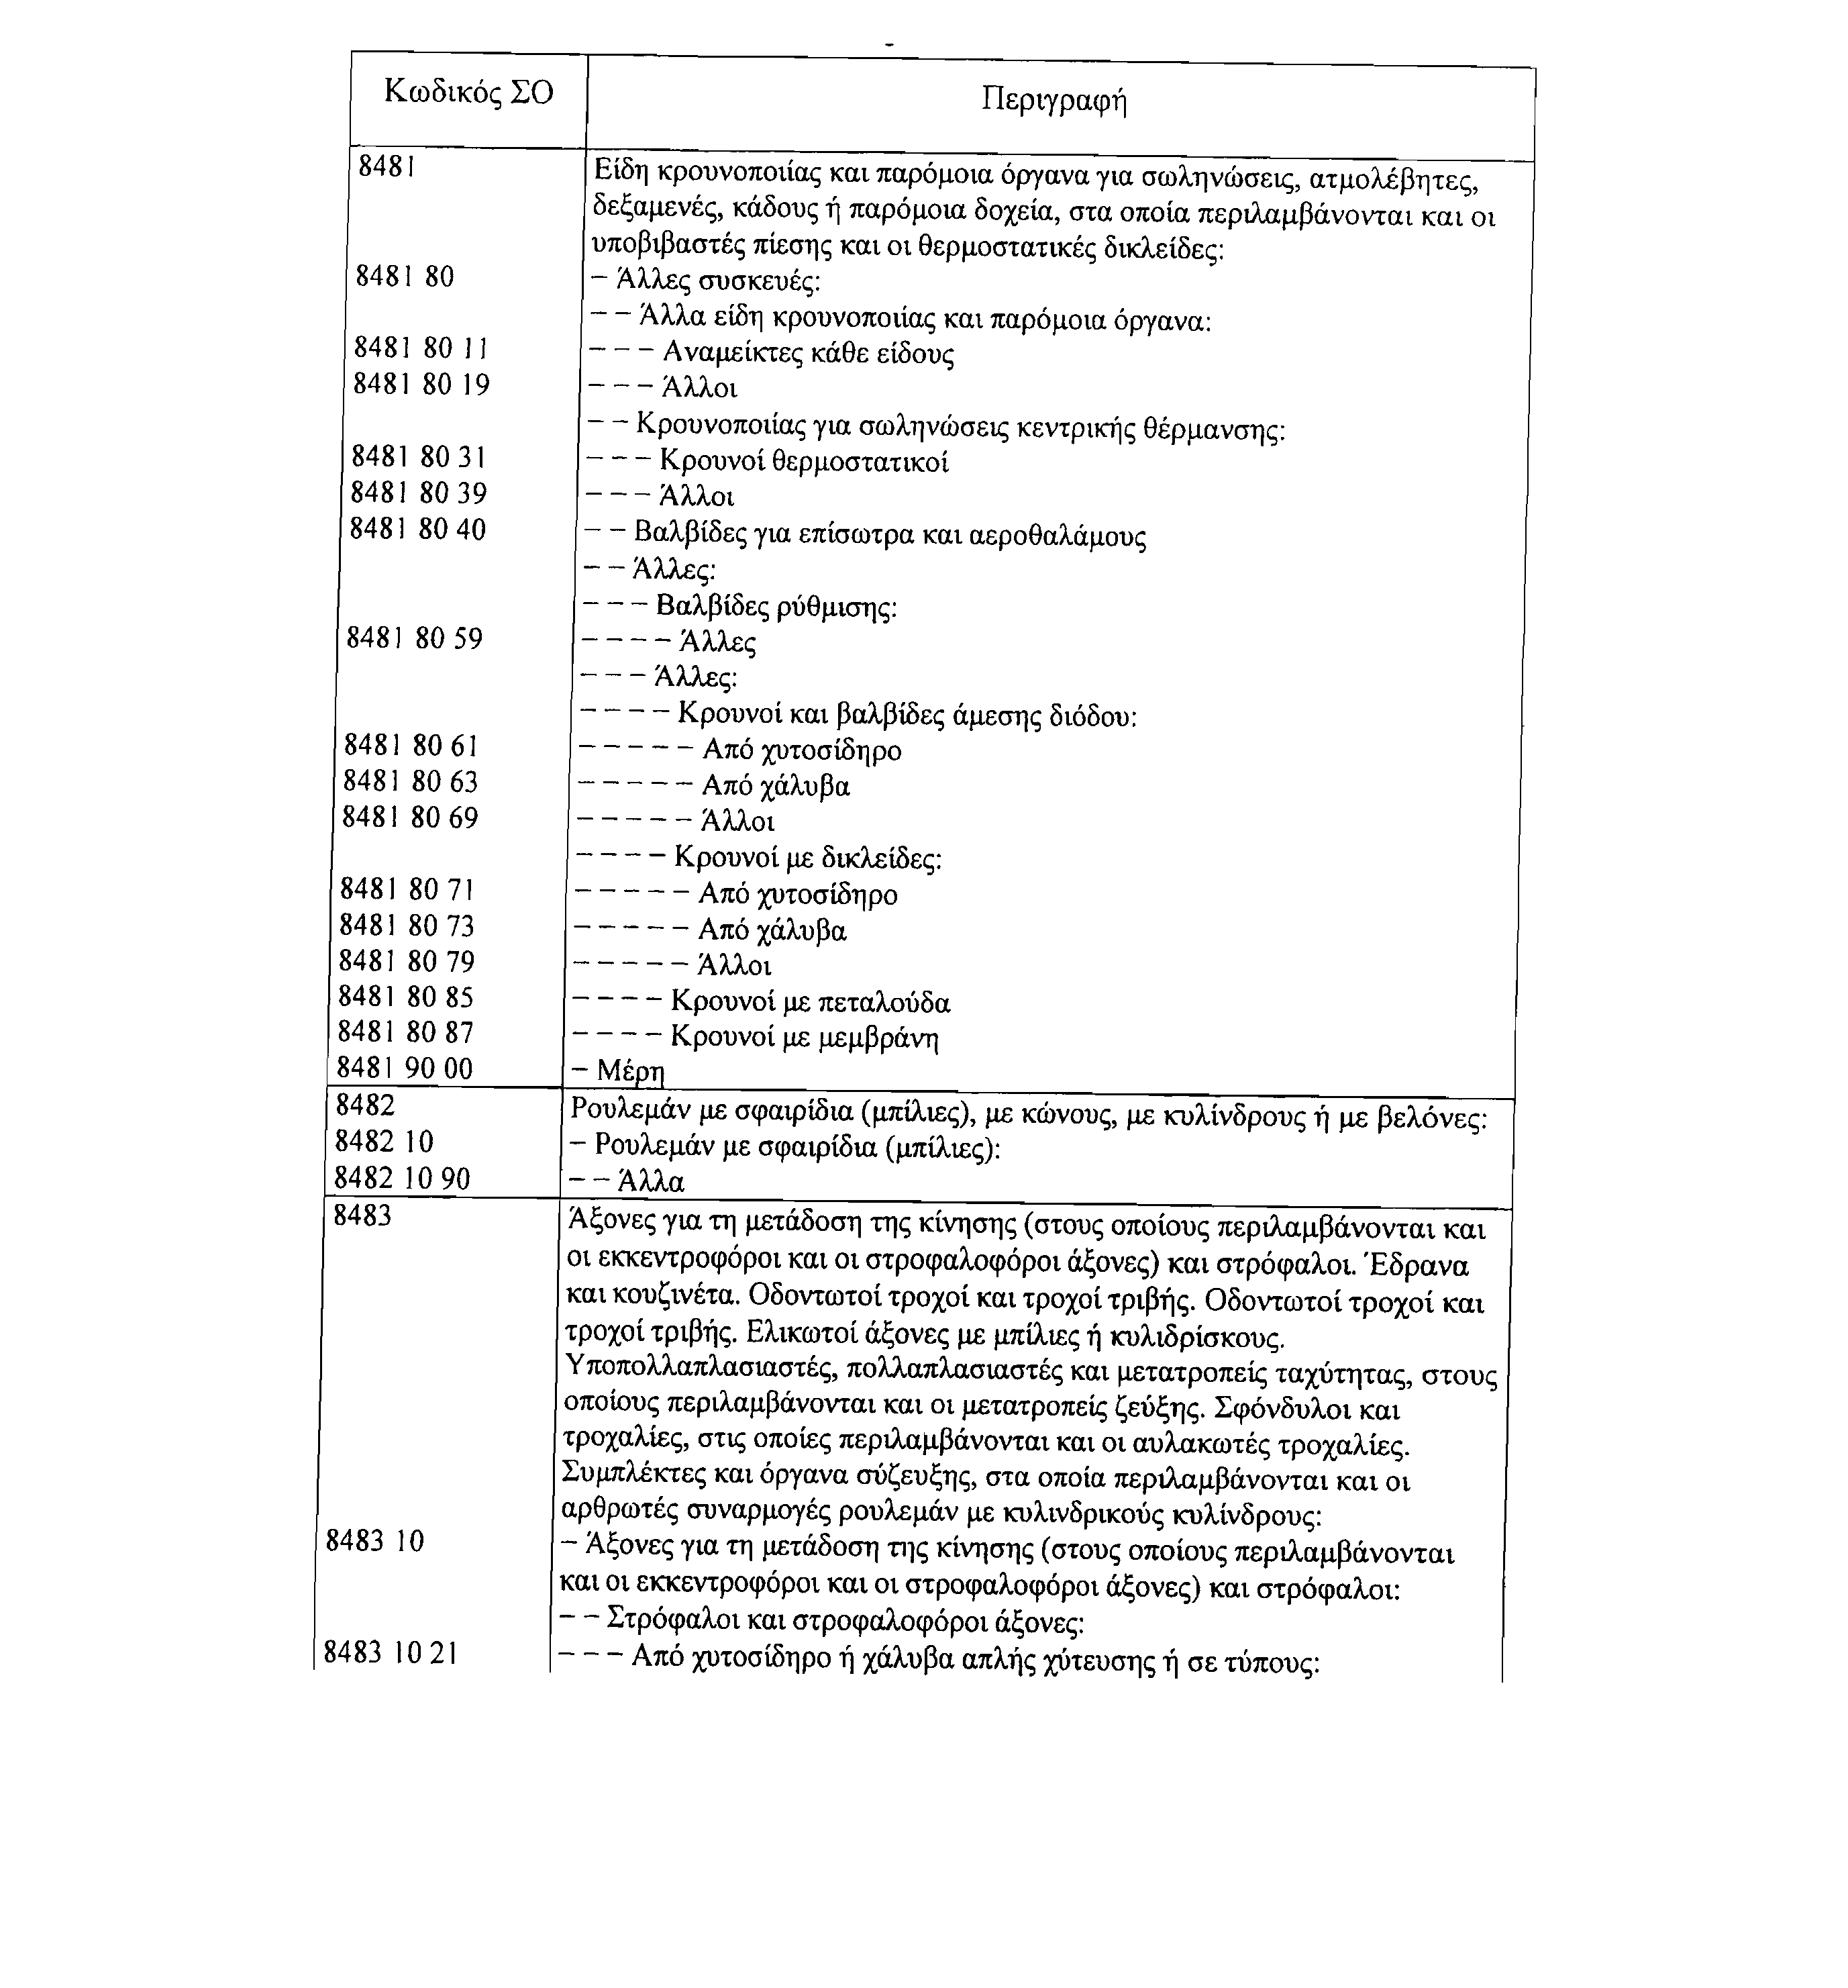 Κωδικός ΣΟ Περιγραφή
8481 Είδη κρουνοποιίας και παρόμοια όργανα για σωληνώσεις, ατμολέβητες,
δεξαμενές, κάδους ή παρόμοια δοχεία, στα οποία περιλαμβάνονται και οι
υποβιβαστές πίεσης και οι θερμοστατικές δικλείδες:
8481 80 – Άλλες συσκευές:
– – Άλλα είδη κρουνοποιίας και παρόμοια όργανα:
8481 80 11 – – – Αναμείκτες κάθε είδους
8481 80 19 – – – Άλλοι
– – Κρουνοποιίας για σωληνώσεις κεντρικής θέρμανσης:
8481 80 31 – – – Κρουνοί θερμοστατικοί
8481 80 39 – – – Άλλοι
8481 80 40 – – Βαλβίδες για επίσωτρα και αεροθαλάμους
– – Άλλες:
– – – Βαλβίδες ρύθμισης:
8481 80 59 – – – – Άλλες
– – – Άλλες:
– – – – Κρουνοί και βαλβίδες άμεσης διόδου:
8481 80 61 – – – – – Από χυτοσίδηρο
8481 80 63 – – – – – Από χάλυβα
8481 80 69 – – – – – Άλλοι
– – – – Κρουνοί με δικλείδες:
8481 80 71 – – – – – Από χυτοσίδηρο
8481 80 73 – – – – – Από χάλυβα
8481 80 79 – – – – – Άλλοι
8481 80 85 – – – – Κρουνοί με πεταλούδα
8481 80 87 – – – – Κρουνοί με μεμβράνη
8481 90 00 – Μέρη
8482 Ρουλεμάν με σφαιρίδια (μπίλιες), με κώνους, με κυλίνδρους ή με βελόνες:
8482 10 – Ρουλεμάν με σφαιρίδια (μπίλιες):
8482 10 90 – – Άλλα
8483 Άξονες για τη μετάδοση της κίνησης (στους οποίους περιλαμβάνονται και
οι εκκεντροφόροι και οι στροφαλοφόροι άξονες) και στρόφαλοι. Έδρανα
και κουζινέτα. Οδοντωτοί τροχοί και τροχοί τριβής. Οδοντωτοί τροχοί και
τροχοί τριβής. Ελικωτοί άξονες με μπίλιες ή κυλιδρίσκους.
Υποπολλαπλασιαστές, πολλαπλασιαστές και μετατροπείς ταχύτητας, στους
οποίους περιλαμβάνονται και οι μετατροπείς ζεύξης. Σφόνδυλοι και
τροχαλίες, στις οποίες περιλαμβάνονται και οι αυλακωτές τροχαλίες.
Συμπλέκτες και όργανα σύζευξης, στα οποία περιλαμβάνονται και οι
αρθρωτές συναρμογές ρουλεμάν με κυλινδρικούς κυλίνδρους:
8483 10 – Άξονες για τη μετάδοση της κίνησης (στους οποίους περιλαμβάνονται
και οι εκκεντροφόροι και οι στροφαλοφόροι άξονες) και στρόφαλοι:
– – Στρόφαλοι και στροφαλοφόροι άξονες:
8483 10 21 – – – Από χυτοσίδηρο ή χάλυβα απλής χύτευσης ή σε τύπους: